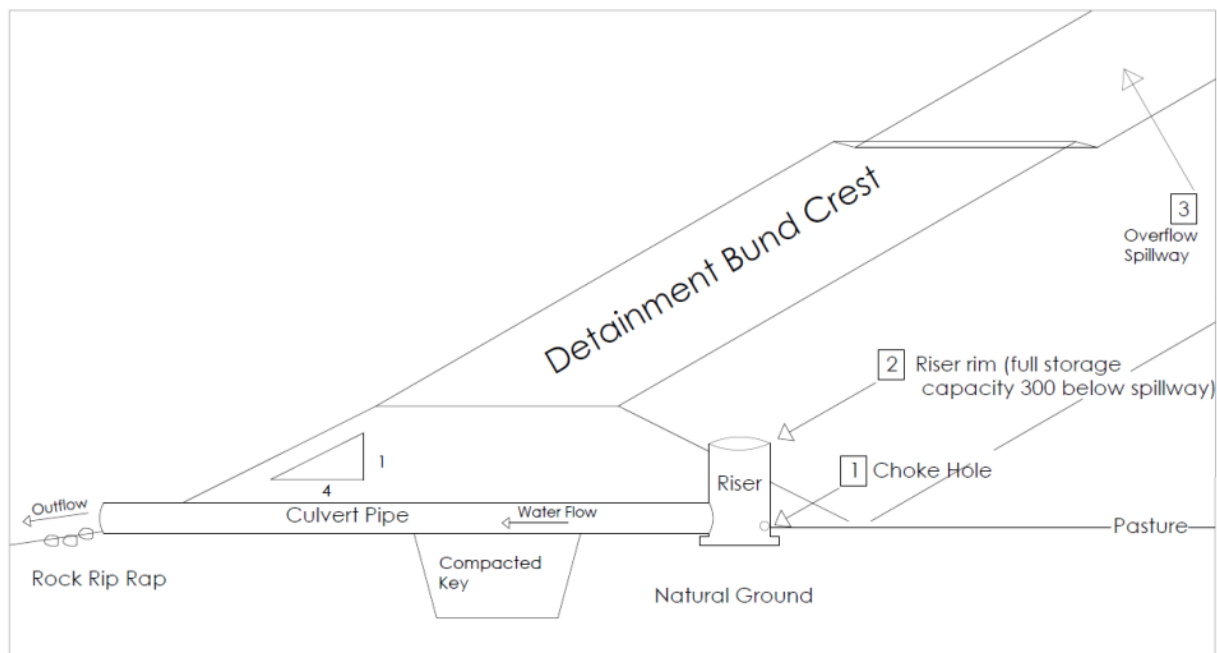 Detainment Bund Crest
3
Overflow
Spillway
2 Riser rim (full storage
capacity 300 below spillway)
1 Choke Hole
Riser
1
4
Outflow
Culvert Pipe
Water Flow
Pasture
Rock Rip Rap
Compacted
Key
Natural Ground